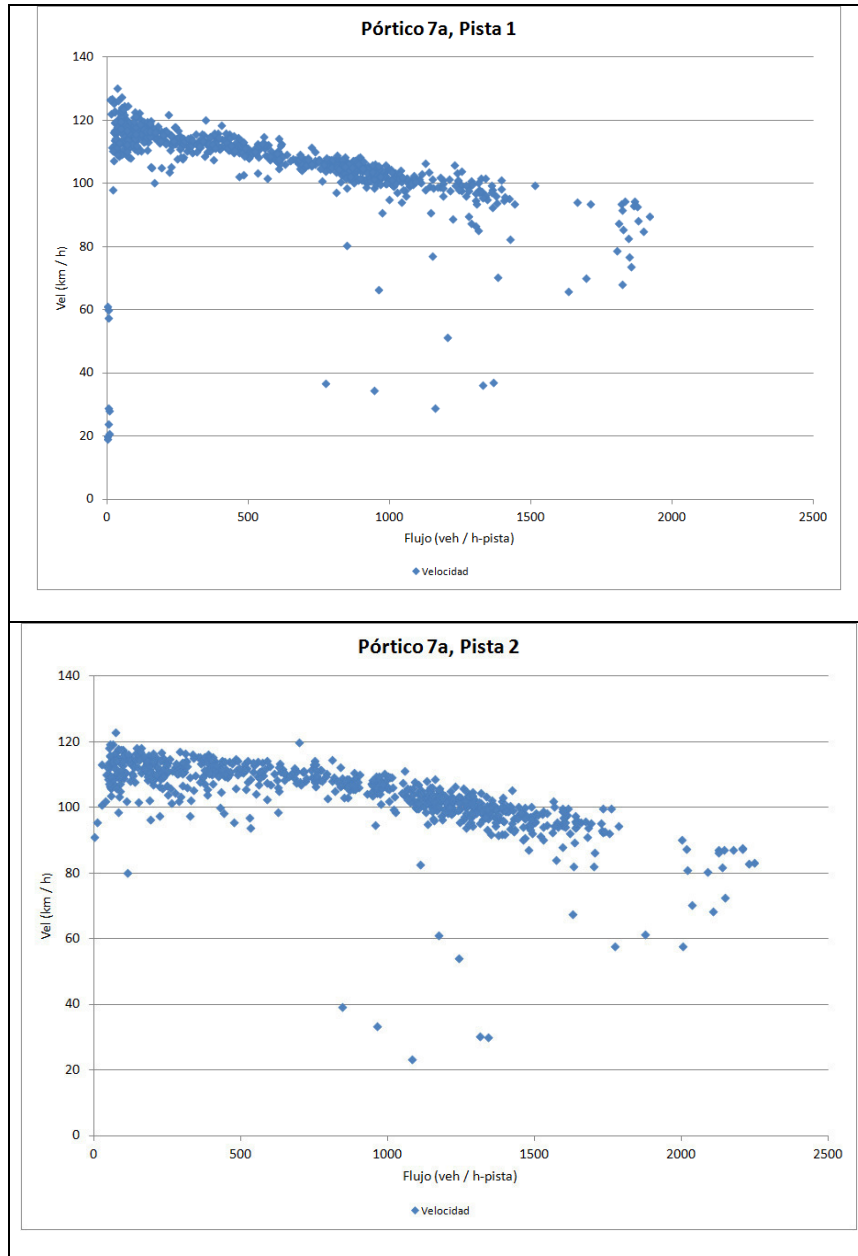 Pórtico 7a, Pista 1
140
120
100
80
60
40
20
0
Vel (km / h)
0 500 1000 1500 2000 2500
Flujo (veh / h-pista)
Velocidad
Pórtico 7a, Pista 2
140
120
100
80
60
40
20
0
Vel (km / h)
0 500 1000 1500 2000 2500
Flujo (veh / h-pista)
Velocidad